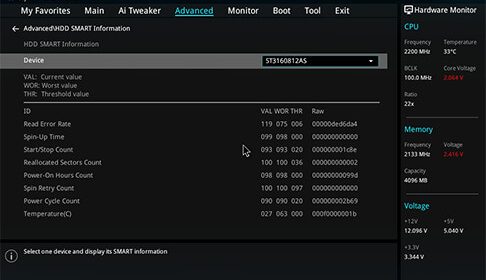 My Favorites Main Ai Tweaker Advanced Monitor Boot Tool Exit
Hardware Monitor
← Advanced\HDD SMART Information
HDD SMART Information
Device ST3160812AS
VAL: Current value
WOR: Worst value
THR: Threshold value
ID VAL WOR THR Raw
Read Error Rate 119 075 006 00000ded6da4
Spin-Up Time 099 098 000 000000000000
Start/Stop Count 093 093 020 000000001c8e
Reallocated Sectors Count 100 100 036 000000000002
Power-On Hours Count 098 098 000 00000000099d
Spin Retry Count 100 100 097 000000000000
Power Cycle Count 090 090 020 000000002b69
Temperature(C) 027 063 000 000f0000001b
Select one device and display its SMART information
CPU
Frequency Temperature
2200 MHz 33°C
BCLK Core Voltage
100.0 MHz 2.064 V
Ratio
22x
Memory
Frequency Voltage
2133 MHz 2.616 V
Capacity
4096 MB
Voltage
+12V +5V
12.096 V 5.040 V
+3.3V
3.344 V